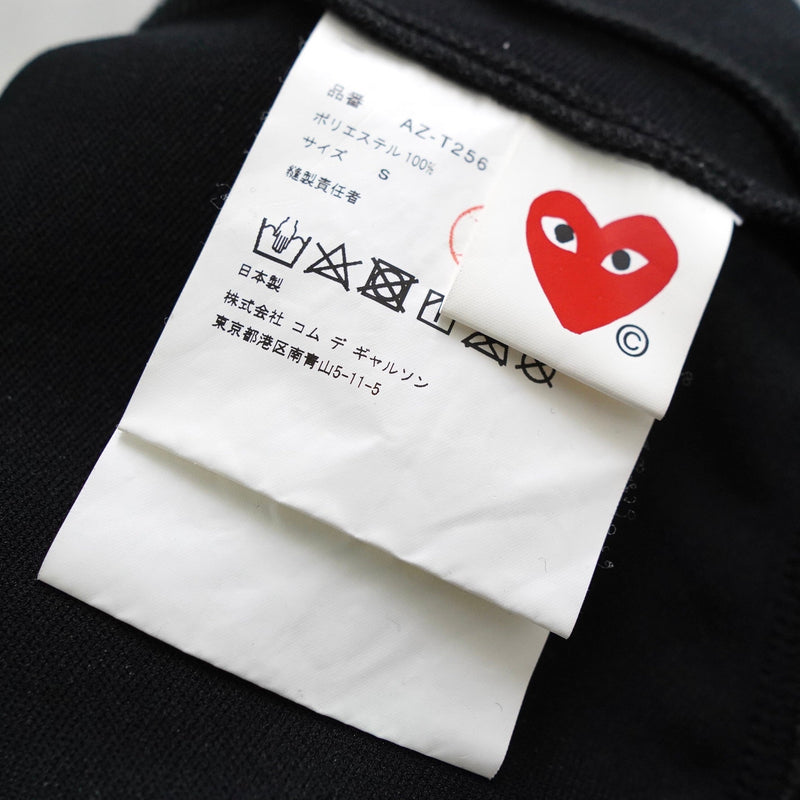 品番 AZ-T256
ポリエステル 100%
サイズ S
縫製責任者
日本製
株式会社 コム デ ギャルソン
東京都港区南青山5-11-5
©